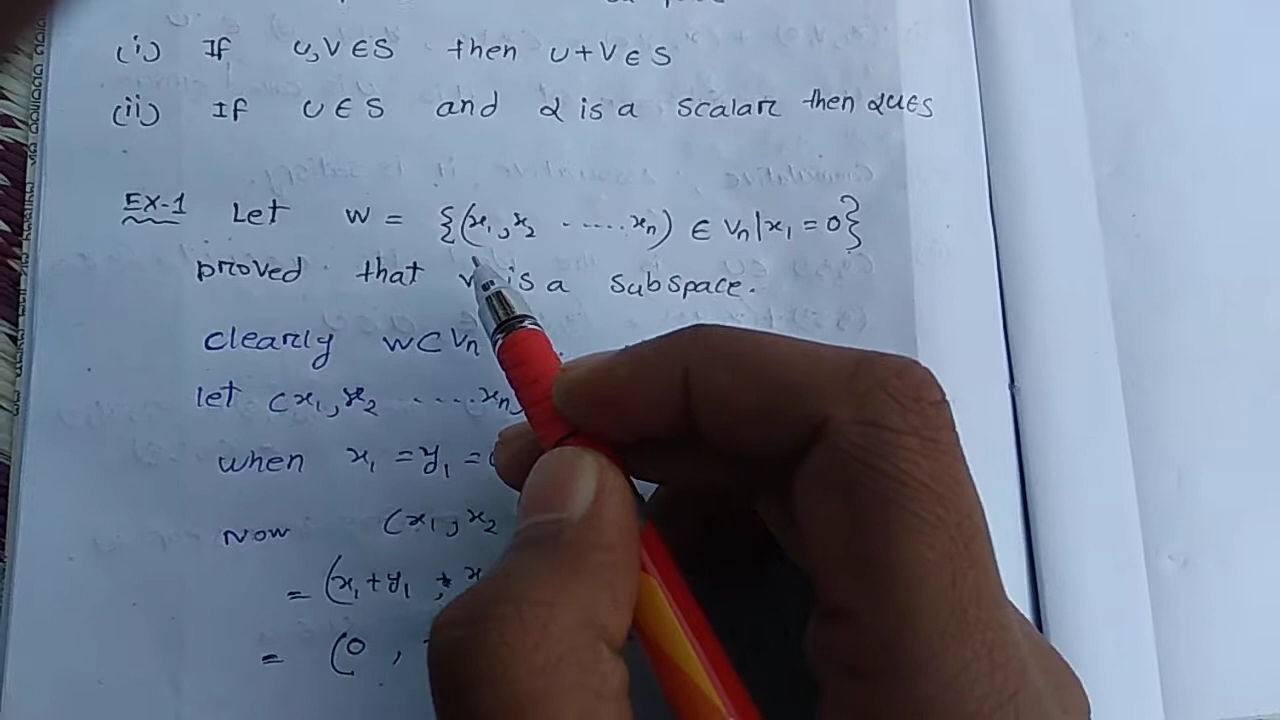 (i) If U,V∈S then U+V∈S
(ii) If U∈S and α is a scalar then αU∈S
EX-1 Let W = {(x₁,x₂ ......xₙ) ∈ Vₙ|x₁=0}
proved that is a subspace.
clearly W⊂Vₙ
let (x₁,x₂ ....xₙ,
when x₁=y₁=0
Now (x₁,x₂
= (x₁+y₁, x
= (0,